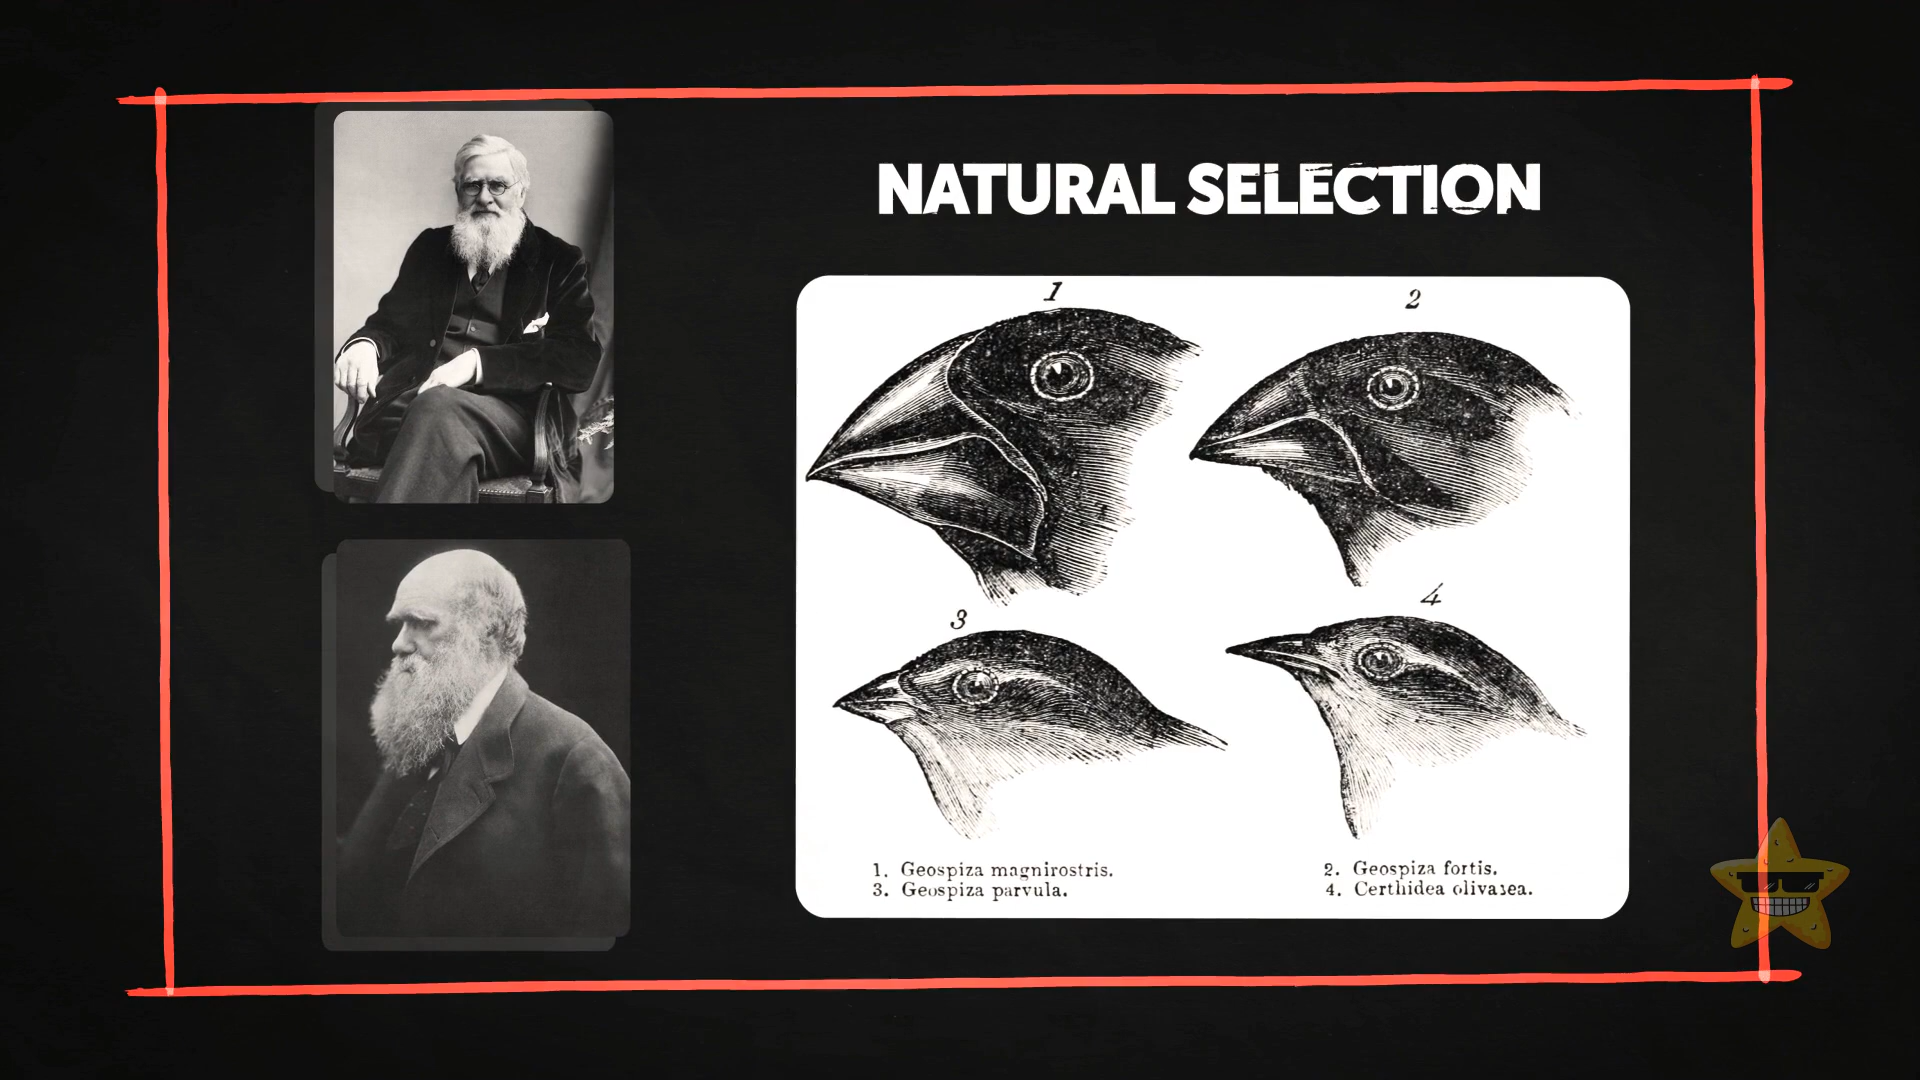 NATURAL SELECTION
1
2
3
4
1. Geospiza magnirostris.
2. Geospiza fortis.
3. Geospiza parvula.
4. Certhidea olivasea.